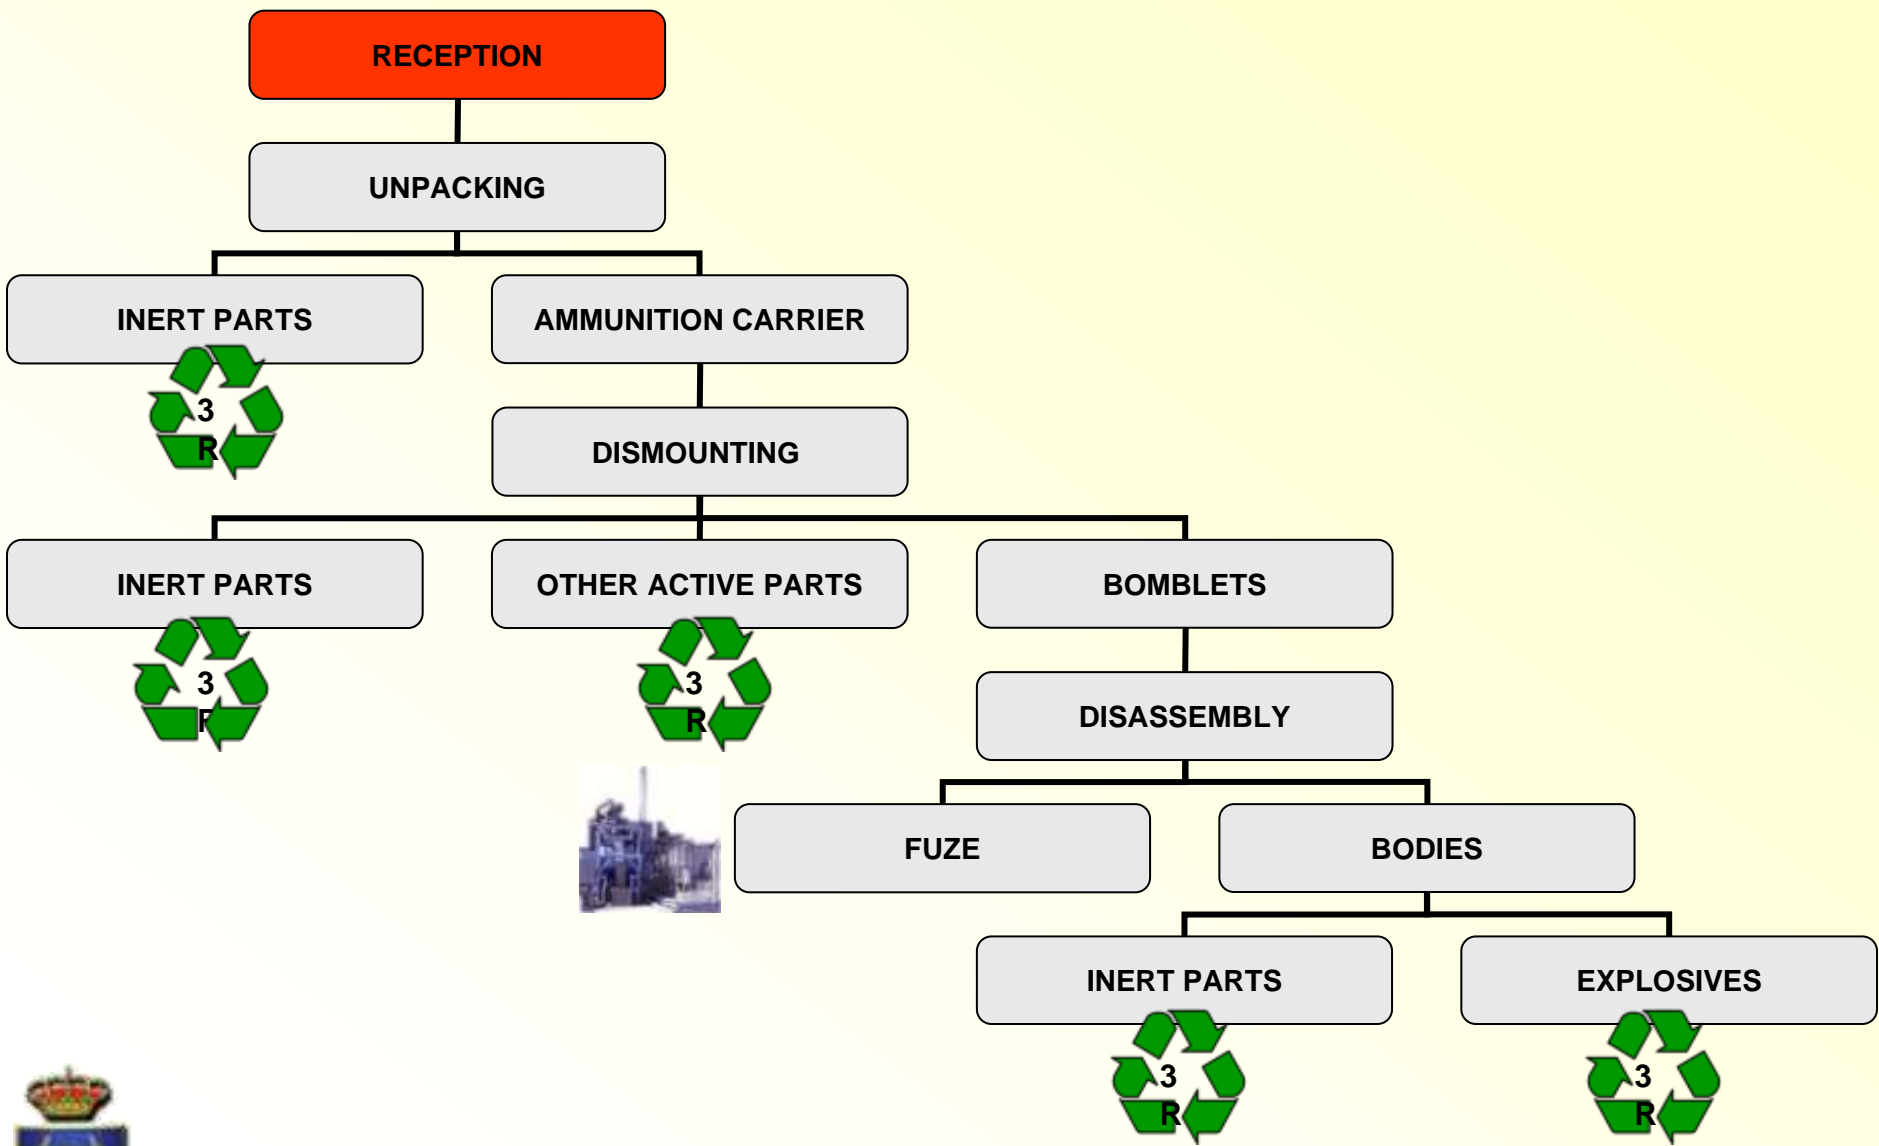 RECEPTION
UNPACKING
INERT PARTS
AMMUNITION CARRIER
3
R
DISMOUNTING
INERT PARTS
OTHER ACTIVE PARTS
BOMBLETS
3
R
3
R
DISASSEMBLY
FUZE
BODIES
INERT PARTS
EXPLOSIVES
3
R
3
R